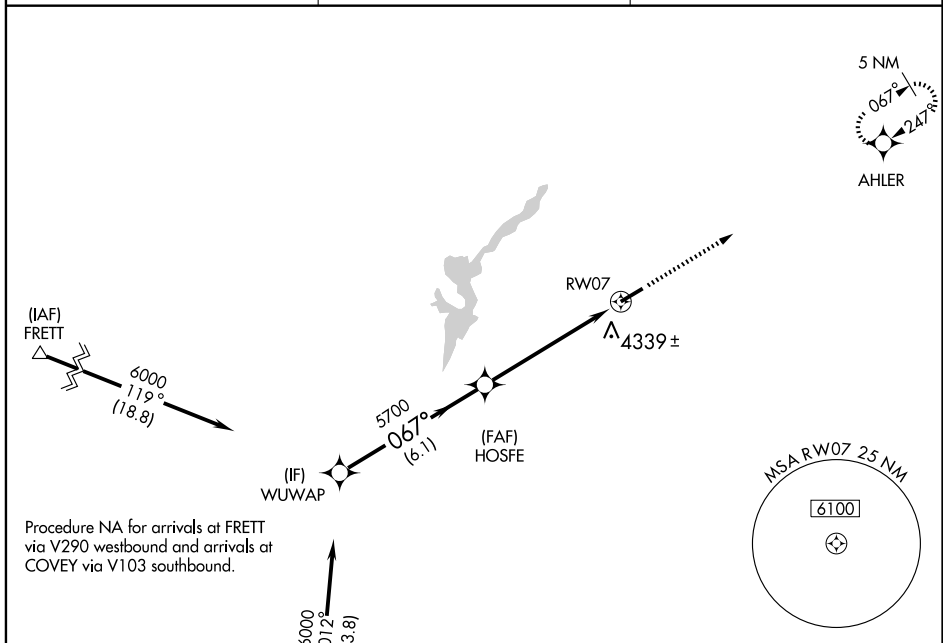 5 NM
067°
247°
AHLER
RW07
4339±
(IAF)
FRETT
6000
119°
(18.8)
5700
067°
(6.1)
(FAF)
HOSFE
(IF)
WUWAP
MSA RW07 25 NM
6100
Procedure NA for arrivals at FRETT
via V290 westbound and arrivals at
COVEY via V103 southbound.
6000
012°